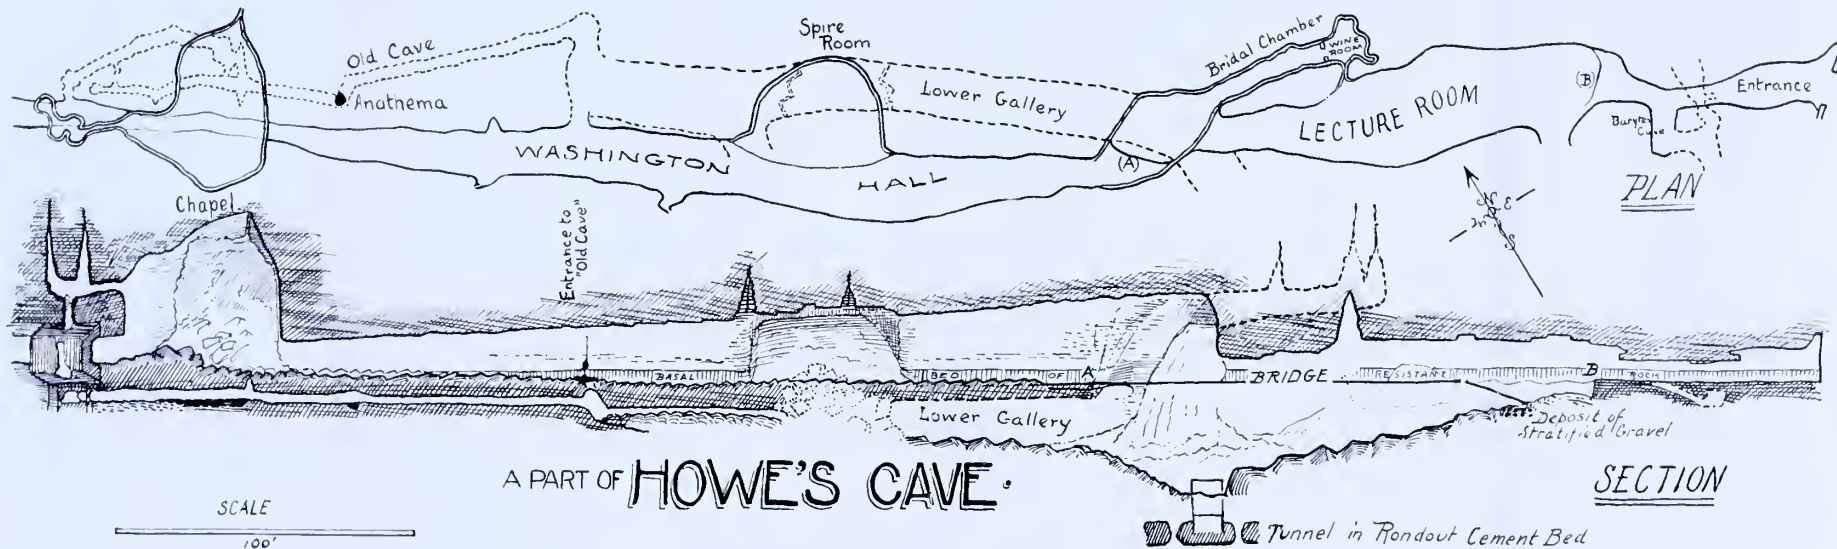 Old Cave
Anathema
Spire
Room
Lower Gallery
Bridal Chamber
WINE
ROOM
LECTURE ROOM
(B)
Entrance
(A)
WASHINGTON
HALL
PLAN
N
E
S
Chapel
Entrance to
"Old Cave"
BASAL
BED
OF
A
BRIDGE
RESISTANT
B
ROCK
Lower Gallery
Deposit of
Stratified Gravel
A PART OF HOWE'S CAVE.
SECTION
SCALE
100'
Tunnel in Rondout Cement Bed